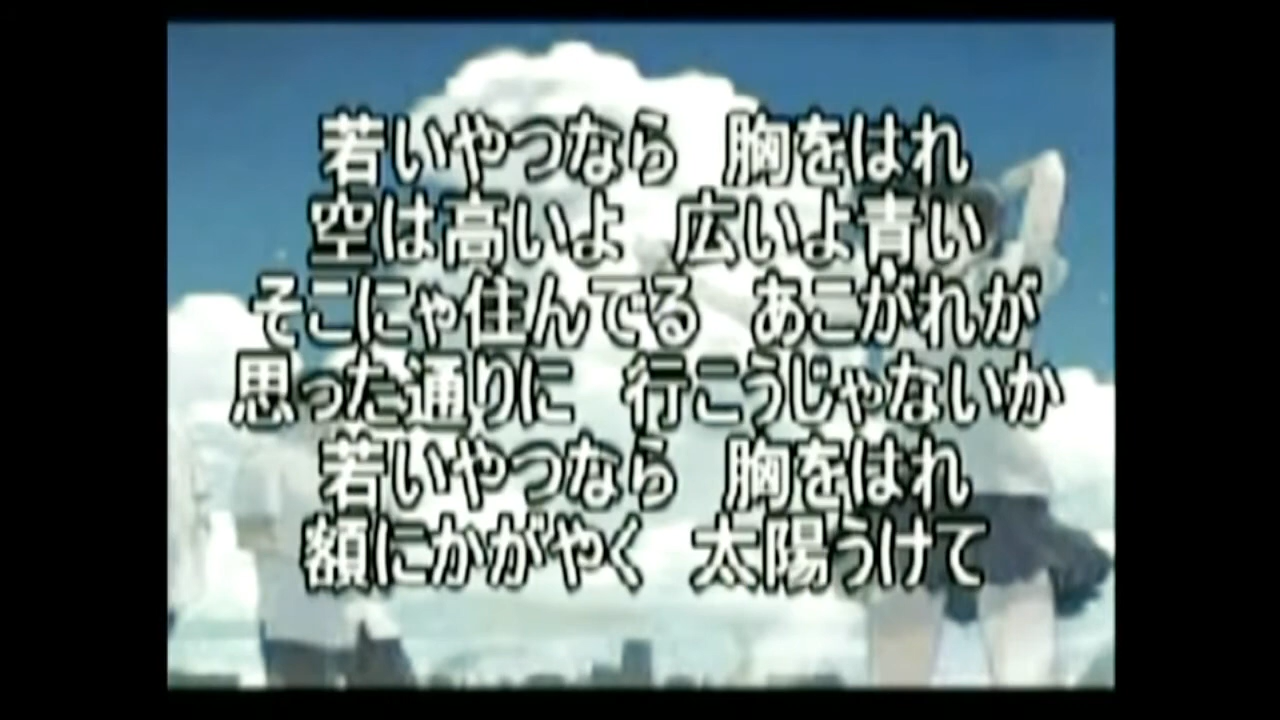 若いやつなら　胸をはれ
空は高いよ　広いよ青い
そこにゃ住んでる　あこがれが
思った通りに　行こうじゃないか
若いやつなら　胸をはれ
額にかがやく　太陽うけて